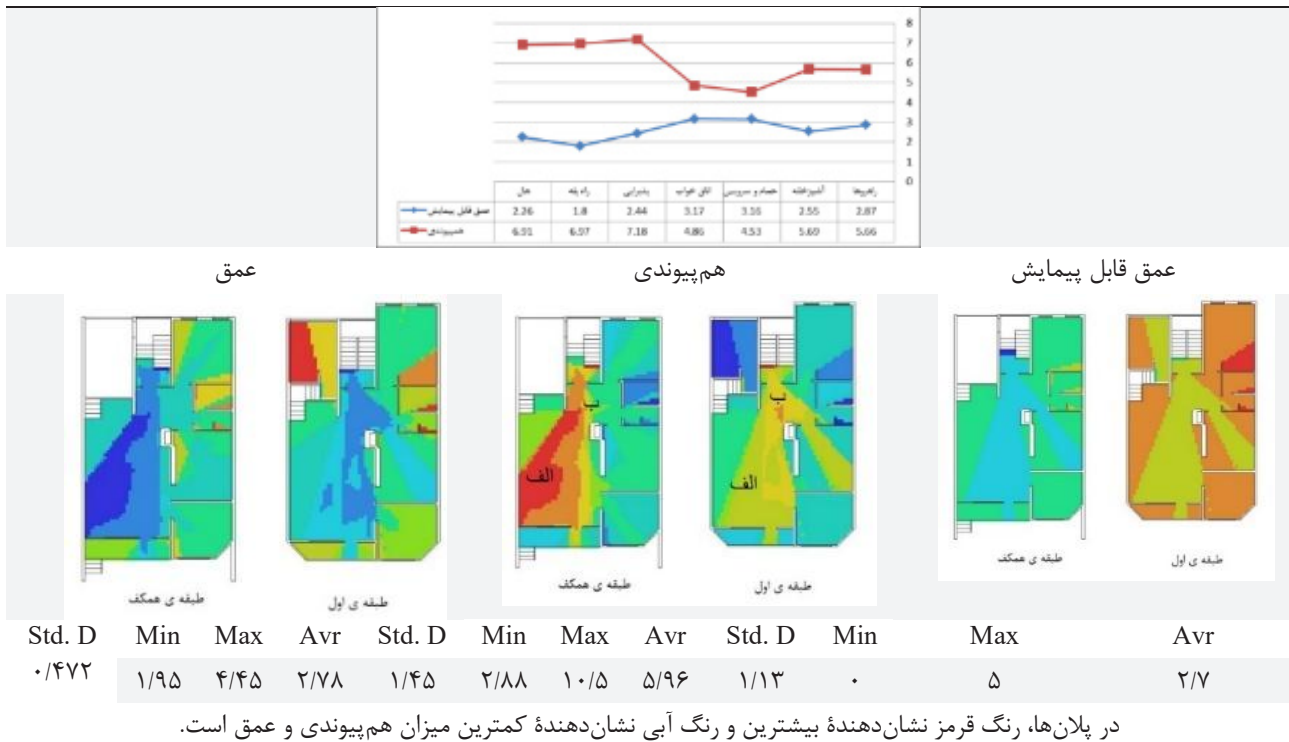 8
7
6
5
4
3
2
1
0
هال راه پله پذیرایی اتاق خواب حمام و سرویس آشپزخانه راهروها
عمق قابل پیمایش 2.26 1.8 2.44 3.17 3.16 2.55 2.87
همپیوندی 6.91 6.97 7.18 4.86 4.53 5.69 5.66
عمق قابل پیمایش
هم‌پیوندی
عمق
ب
الف
ب
الف
طبقه ی اول
طبقه ی همکف
طبقه ی اول
طبقه ی همکف
طبقه ی اول
طبقه ی همکف
Std. D Min Max Avr Std. D Min Max Avr Std. D Min Max Avr
۰/۴۷۲ ۱/۹۵ ۴/۴۵ ۲/۷۸ ۱/۴۵ ۲/۸۸ ۱۰/۵ ۵/۹۶ ۱/۱۳ ۰ ۵ ۲/۷
در پلان‌ها، رنگ قرمز نشان‌دهندهٔ بیشترین و رنگ آبی نشان‌دهندهٔ کمترین میزان هم‌پیوندی و عمق است.